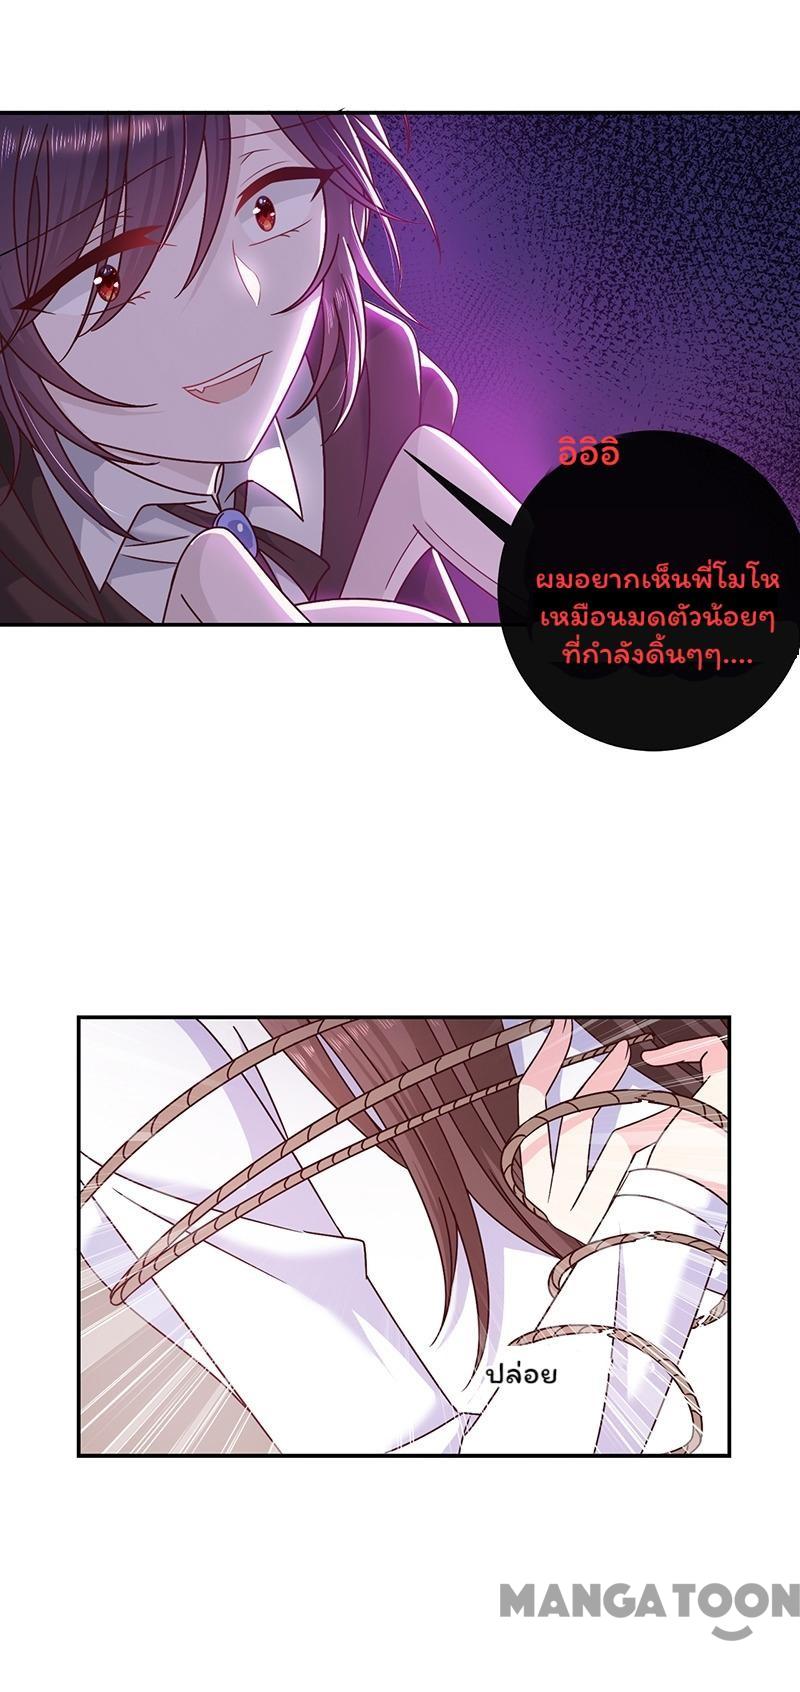 อิอิอิ
ผมอยากเห็นพี่โมโห
เหมือนมดตัวน้อยๆ
ที่กำลังดิ้นๆๆ....
ปล่อย
MANGATOON